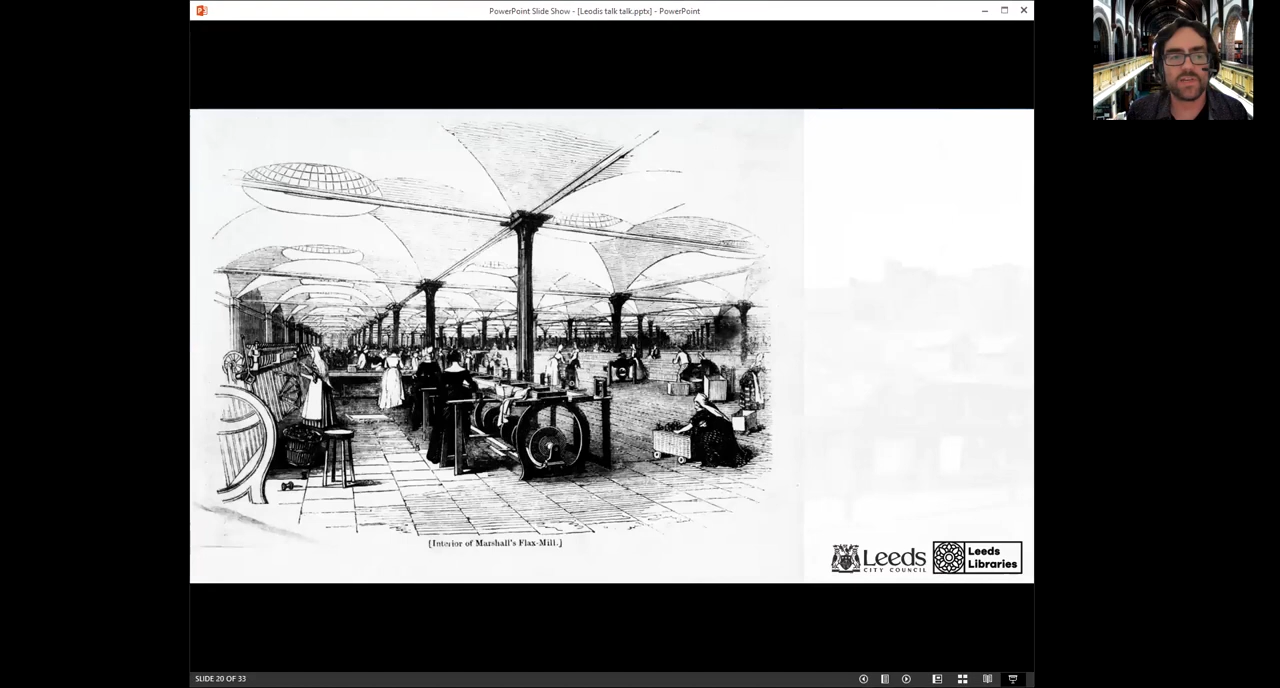 PowerPoint Slide Show - [Leodis talk talk.pptx] - PowerPoint
[Interior of Marshall's Flax-Mill.]
Leeds
CITY COUNCIL
Leeds
Libraries
SLIDE 20 OF 33